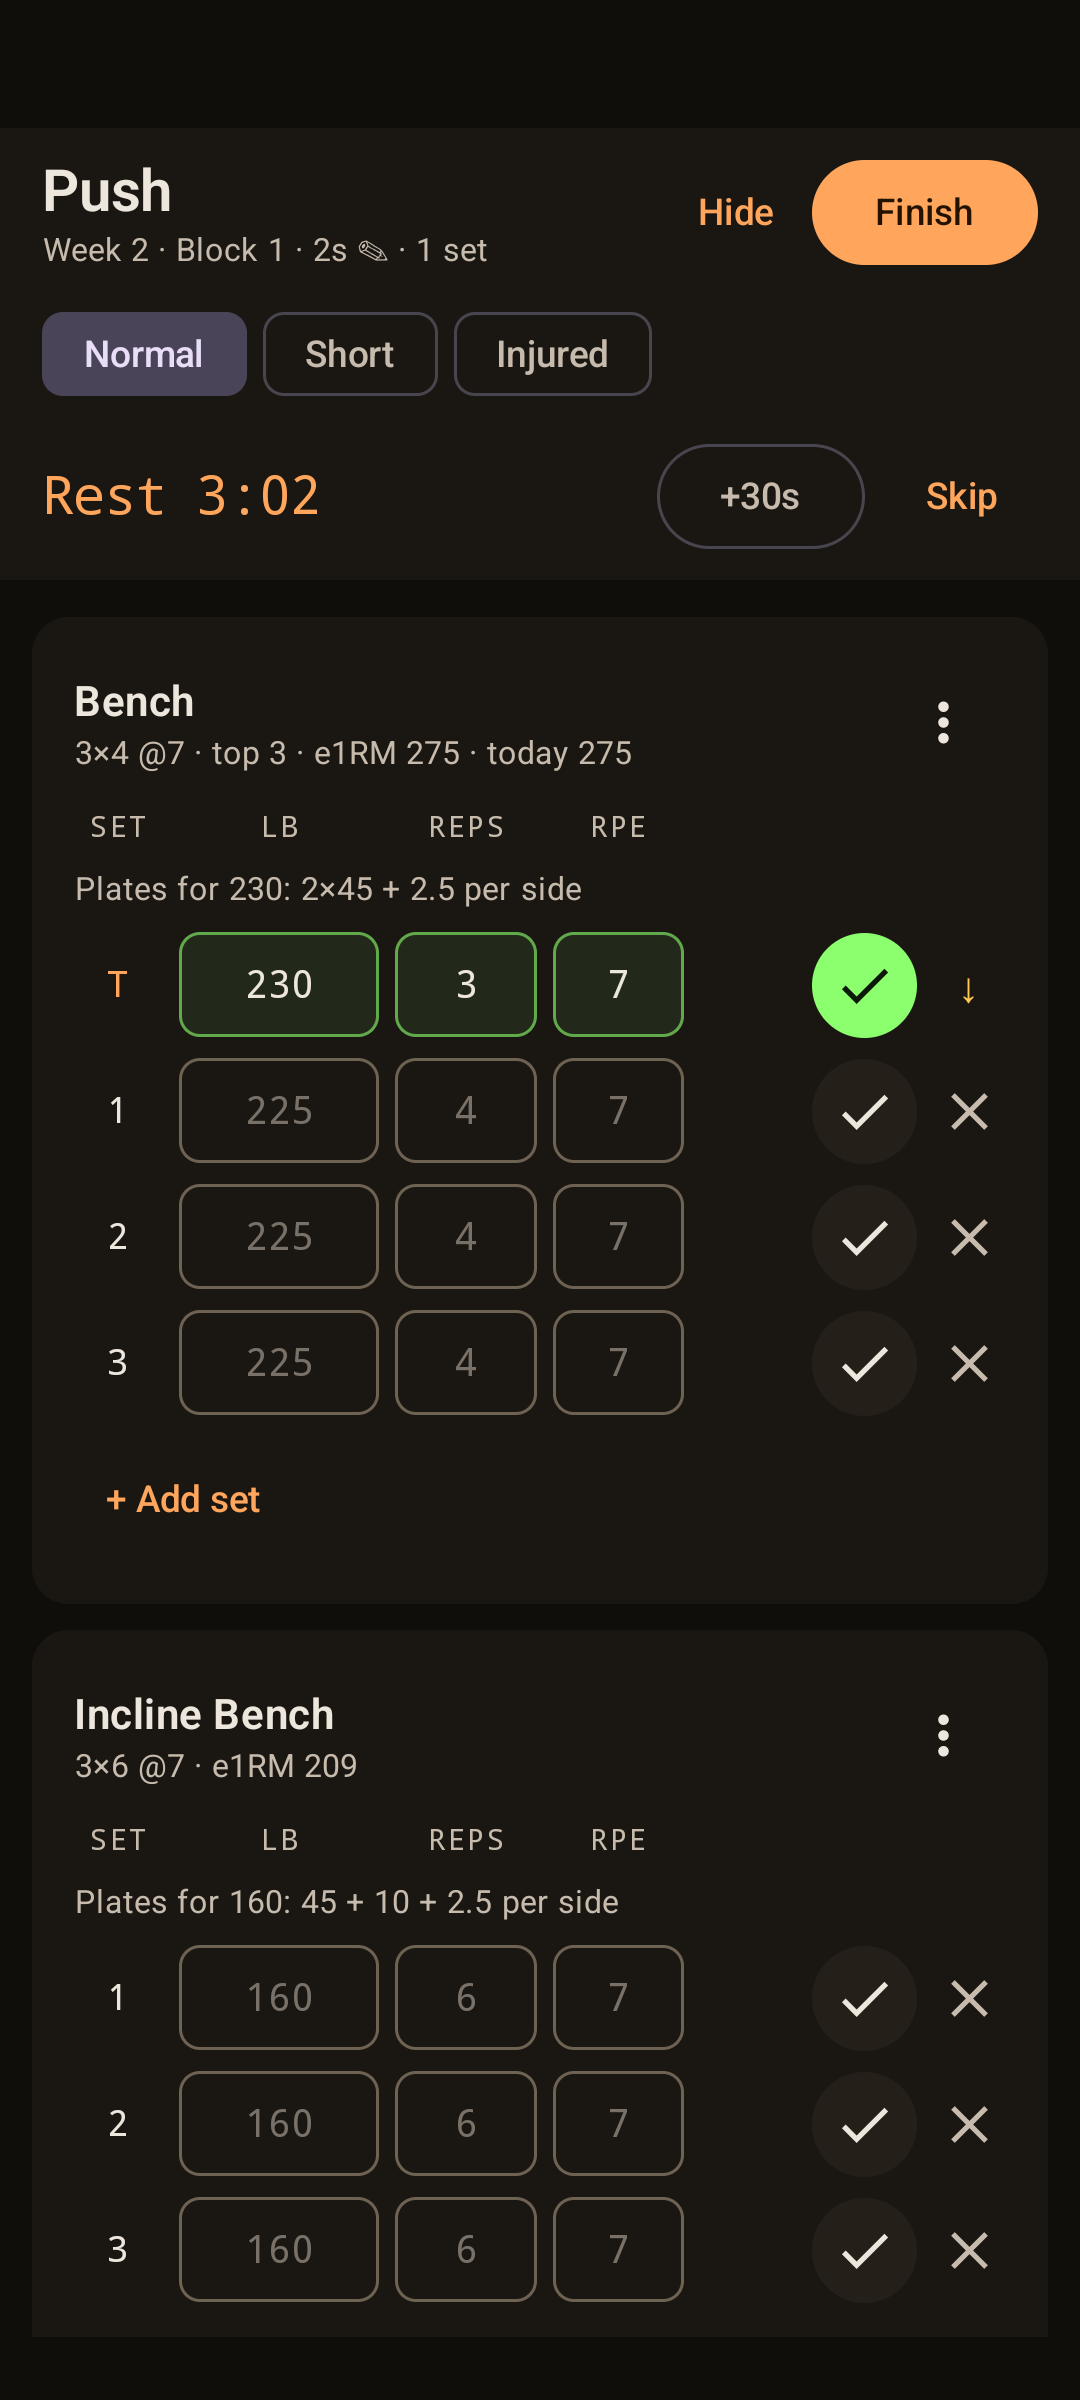 Push
Hide
Finish
Week 2 · Block 1 · 2s ✎ · 1 set
Normal
Short
Injured
Rest 3:02
+30s
Skip
Bench
3×4 @7 · top 3 · e1RM 275 · today 275
SET LB REPS RPE
Plates for 230: 2×45 + 2.5 per side
T 230 3 7 ↓
1 225 4 7
2 225 4 7
3 225 4 7
+ Add set
Incline Bench
3×6 @7 · e1RM 209
SET LB REPS RPE
Plates for 160: 45 + 10 + 2.5 per side
1 160 6 7
2 160 6 7
3 160 6 7